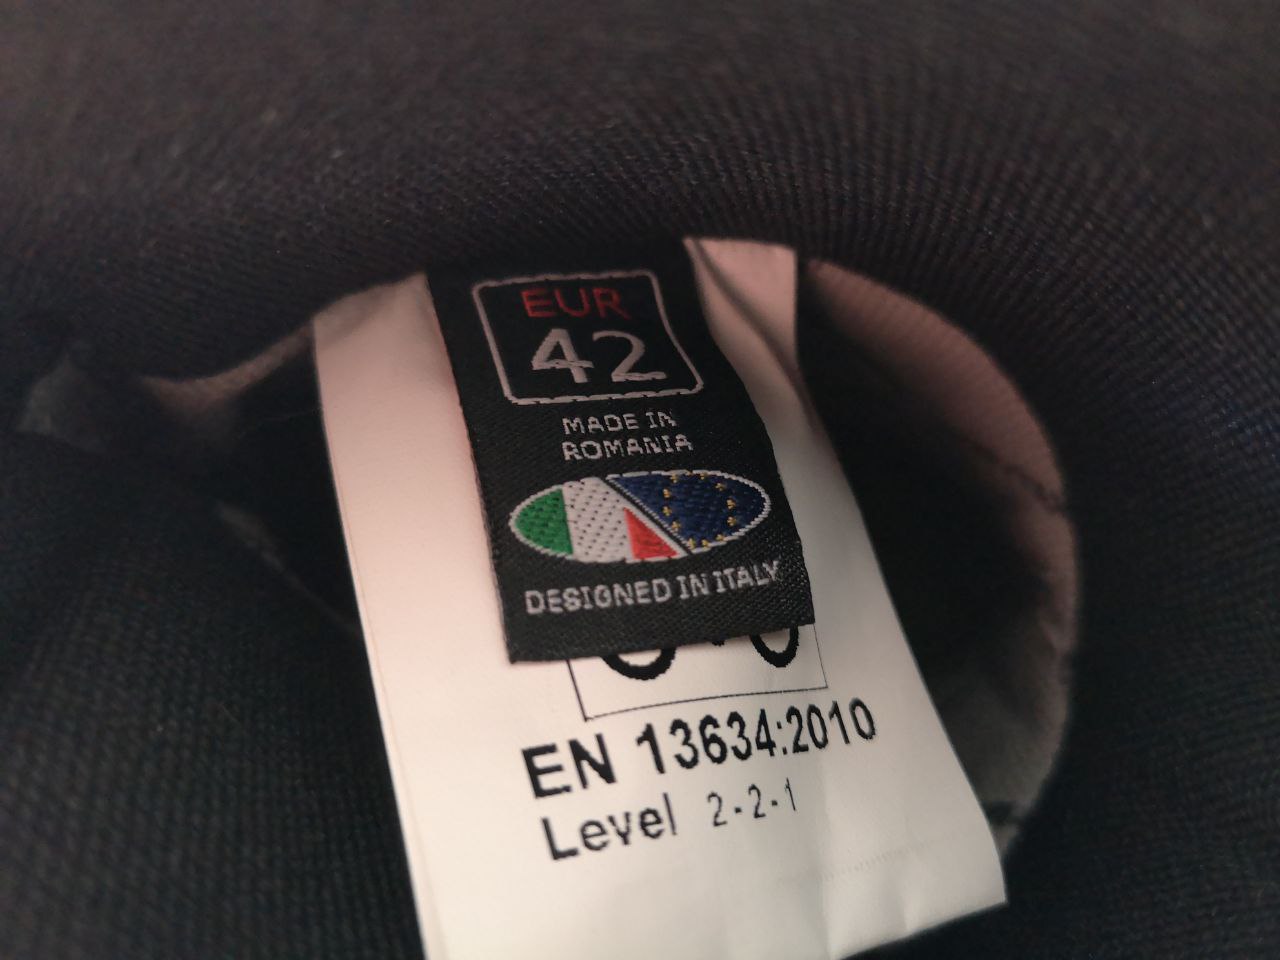 EUR
42
MADE IN
ROMANIA
DESIGNED IN ITALY
EN 13634:2010
Level 2-2-1